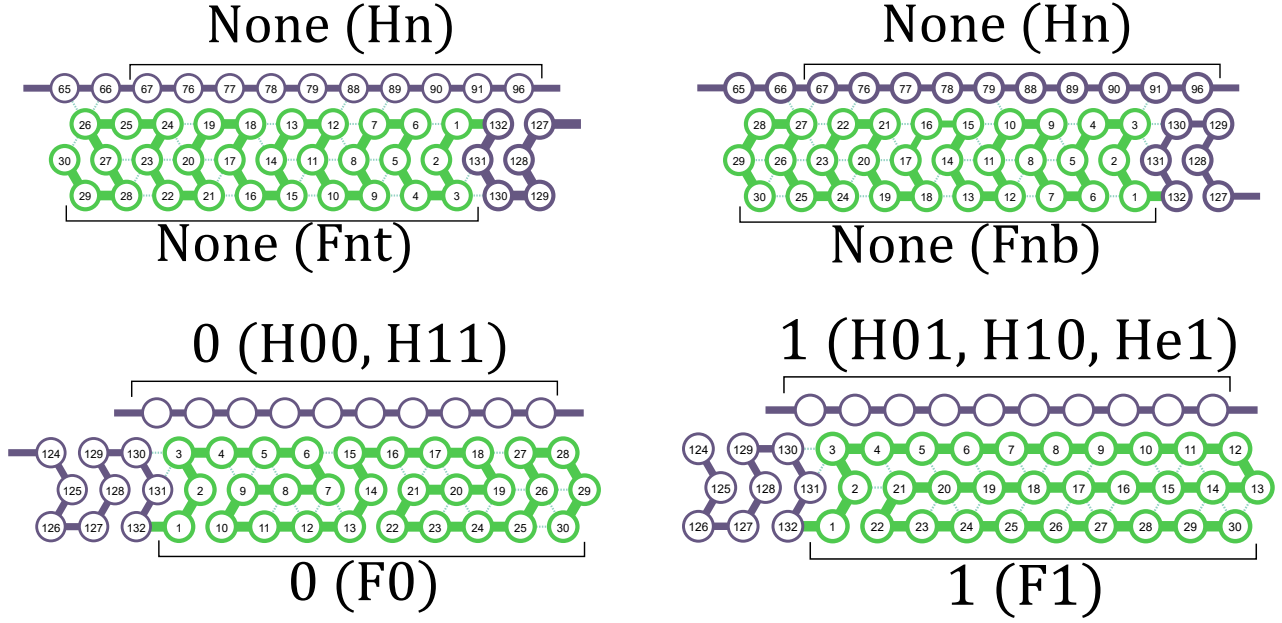 None (Hn)
65 66 67 76 77 78 79 88 89 90 91 96
26 25 24 19 18 13 12 7 6 1 132 127
30 27 23 20 17 14 11 8 5 2 131 128
29 28 22 21 16 15 10 9 4 3 130 129
None (Fnt)
None (Hn)
65 66 67 76 77 78 79 88 89 90 91 96
28 27 22 21 16 15 10 9 4 3 130 129
29 26 23 20 17 14 11 8 5 2 131 128
30 25 24 19 18 13 12 7 6 1 132 127
None (Fnb)
0 (H00, H11)
124 129 130 3 4 5 6 15 16 17 18 27 28
125 128 131 2 9 8 7 14 21 20 19 26 29
126 127 132 1 10 11 12 13 22 23 24 25 30
0 (F0)
1 (H01, H10, He1)
124 129 130 3 4 5 6 7 8 9 10 11 12
125 128 131 2 21 20 19 18 17 16 15 14 13
126 127 132 1 22 23 24 25 26 27 28 29 30
1 (F1)